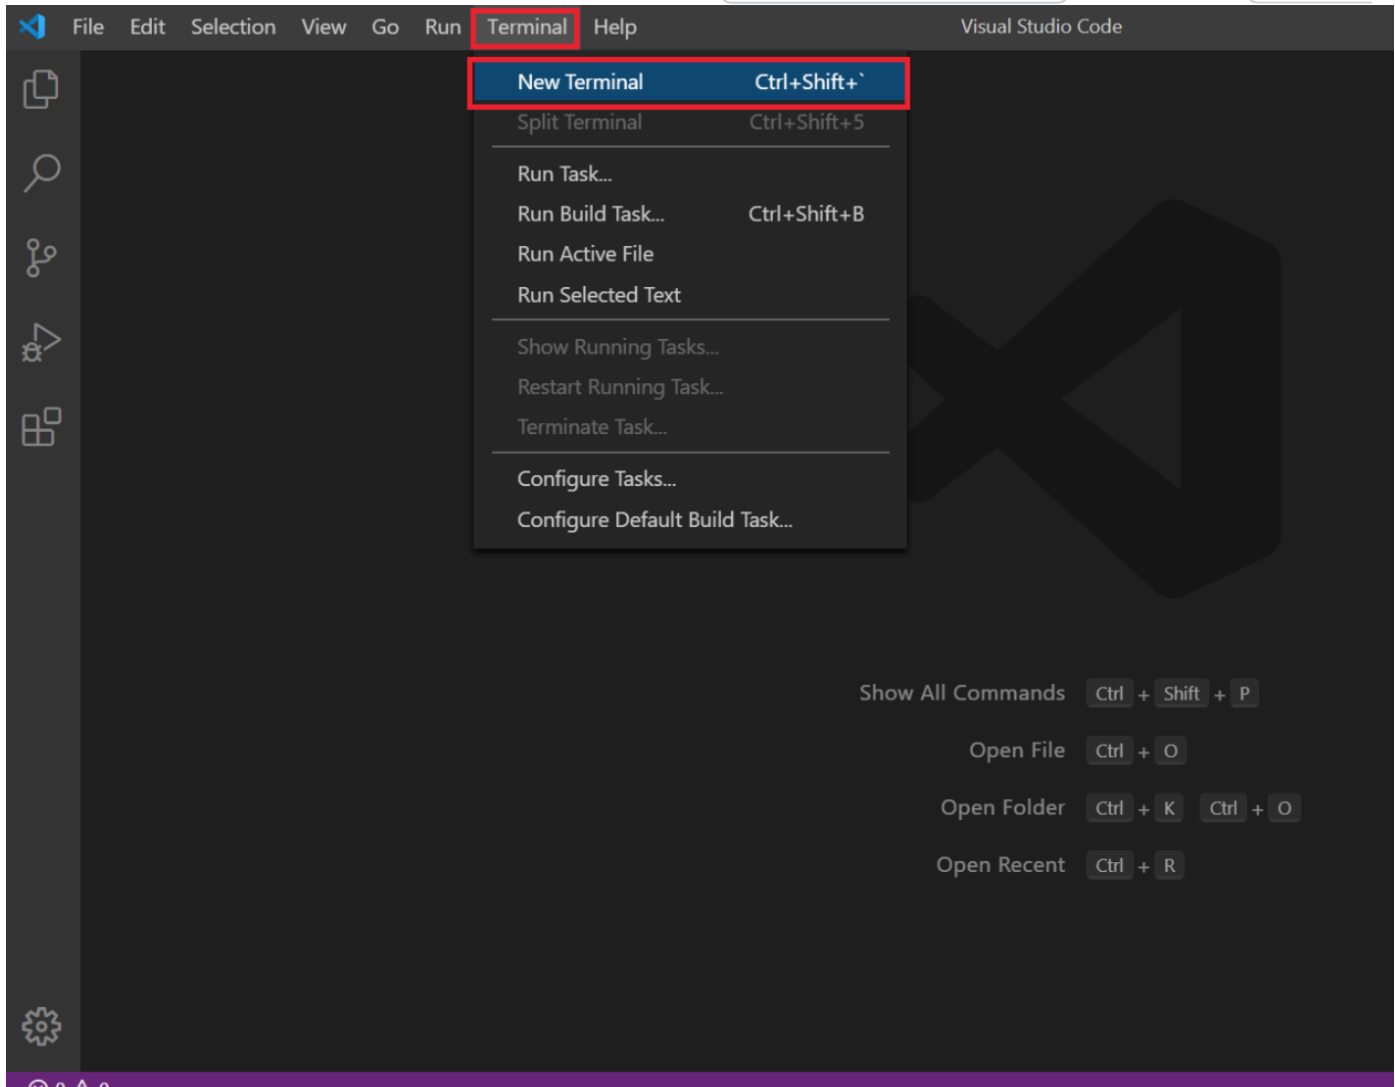 File Edit Selection View Go Run Terminal Help Visual Studio Code
New Terminal Ctrl+Shift+`
Split Terminal Ctrl+Shift+5
Run Task...
Run Build Task... Ctrl+Shift+B
Run Active File
Run Selected Text
Show Running Tasks...
Restart Running Task...
Terminate Task...
Configure Tasks...
Configure Default Build Task...
Show All Commands Ctrl + Shift + P
Open File Ctrl + O
Open Folder Ctrl + K Ctrl + O
Open Recent Ctrl + R